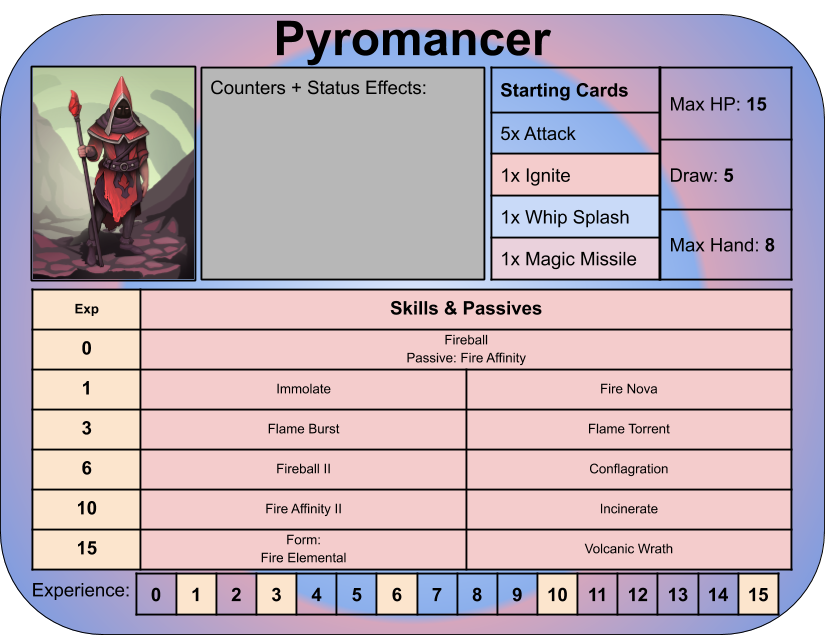 Pyromancer
Counters + Status Effects:
Starting Cards
5x Attack
1x Ignite
1x Whip Splash
1x Magic Missile
Max HP: 15
Draw: 5
Max Hand: 8
Exp
Skills & Passives
0
Fireball
Passive: Fire Affinity
1
Immolate
Fire Nova
3
Flame Burst
Flame Torrent
6
Fireball II
Conflagration
10
Fire Affinity II
Incinerate
15
Form:
Fire Elemental
Volcanic Wrath
Experience: 0 1 2 3 4 5 6 7 8 9 10 11 12 13 14 15